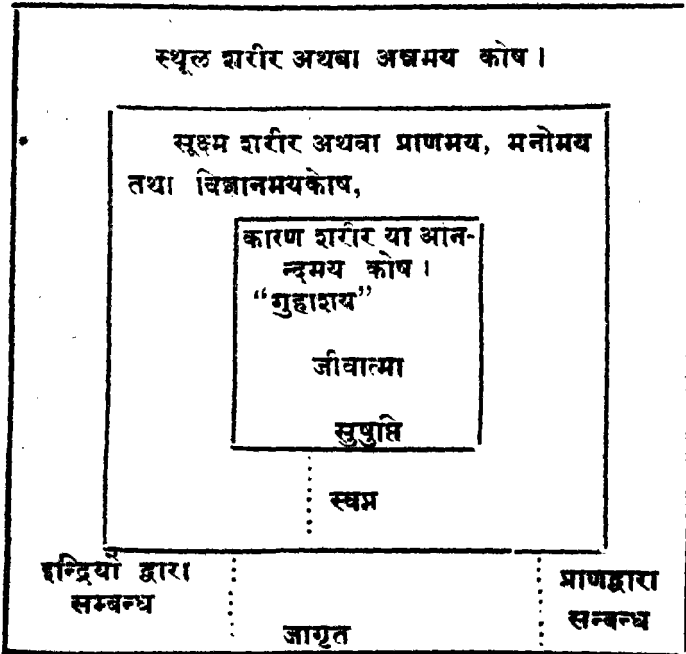 स्थूल शरीर अथवा अन्नमय कोष ।
सूक्ष्म शरीर अथवा प्राणमय, मनोमय
तथा विज्ञानमयकोष,
कारण शरीर या आन-
न्दमय कोष ।
“गुहाशय”
जीवात्मा
सुषुप्ति
स्वप्न
इन्द्रियों द्वारा
सम्बन्ध
प्राणद्वारा
सन्बन्ध
जागृत